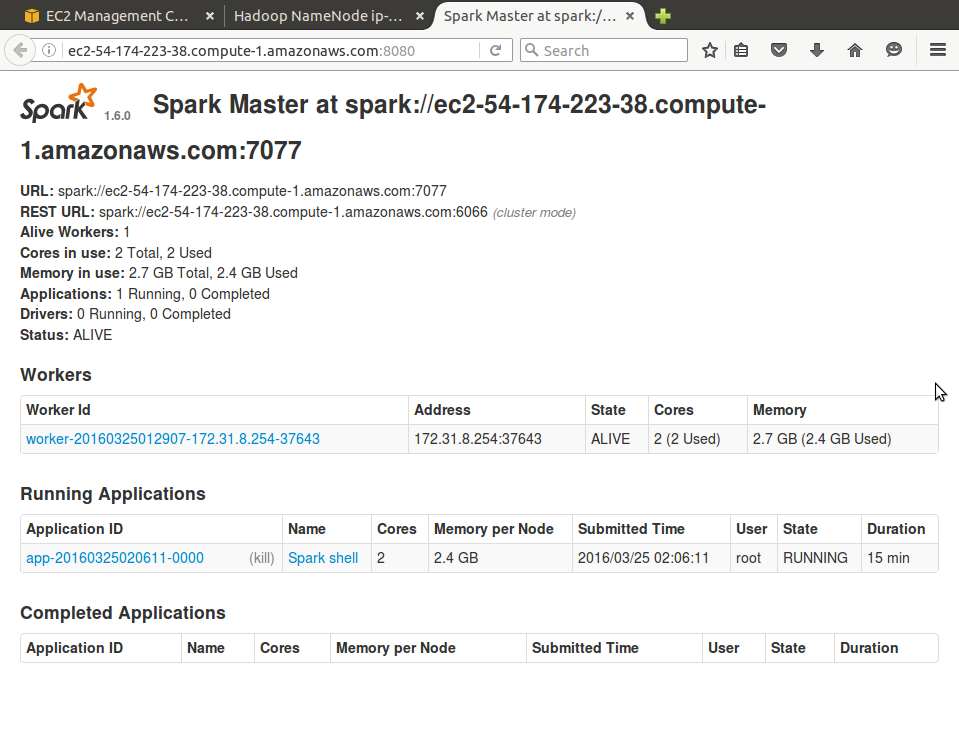 EC2 Management C... × Hadoop NameNode ip-... × Spark Master at spark:/... ×
ec2-54-174-223-38.compute-1.amazonaws.com:8080 Search
Spark 1.6.0 Spark Master at spark://ec2-54-174-223-38.compute-
1.amazonaws.com:7077
URL: spark://ec2-54-174-223-38.compute-1.amazonaws.com:7077
REST URL: spark://ec2-54-174-223-38.compute-1.amazonaws.com:6066 (cluster mode)
Alive Workers: 1
Cores in use: 2 Total, 2 Used
Memory in use: 2.7 GB Total, 2.4 GB Used
Applications: 1 Running, 0 Completed
Drivers: 0 Running, 0 Completed
Status: ALIVE
Workers
Worker Id Address State Cores Memory
worker-20160325012907-172.31.8.254-37643 172.31.8.254:37643 ALIVE 2 (2 Used) 2.7 GB (2.4 GB Used)
Running Applications
Application ID Name Cores Memory per Node Submitted Time User State Duration
app-20160325020611-0000 (kill) Spark shell 2 2.4 GB 2016/03/25 02:06:11 root RUNNING 15 min
Completed Applications
Application ID Name Cores Memory per Node Submitted Time User State Duration